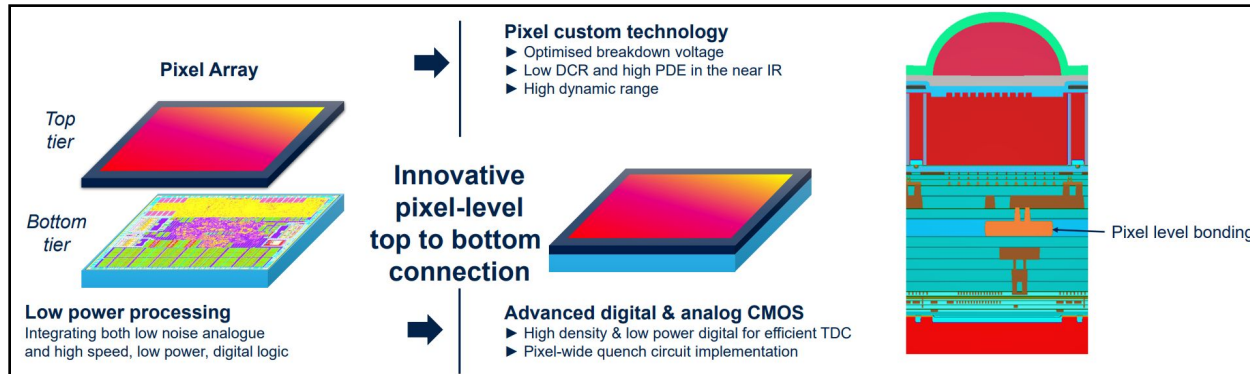 Pixel Array
Top
tier
Bottom
tier
Low power processing
Integrating both low noise analogue
and high speed, low power, digital logic
Pixel custom technology
► Optimised breakdown voltage
► Low DCR and high PDE in the near IR
► High dynamic range
Innovative
pixel-level
top to bottom
connection
Advanced digital & analog CMOS
► High density & low power digital for efficient TDC
► Pixel-wide quench circuit implementation
Pixel level bonding